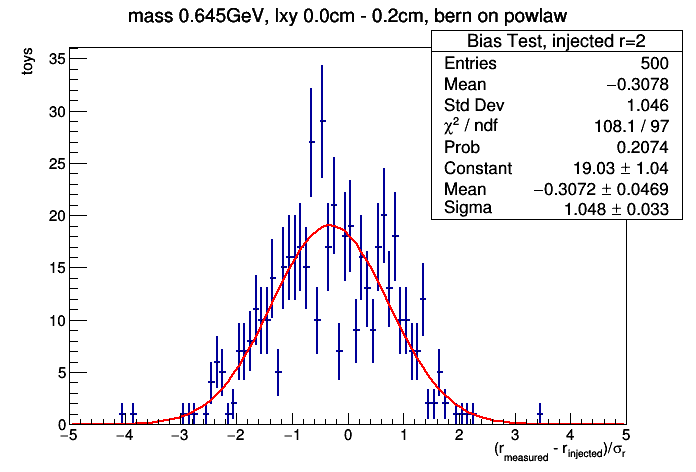 mass 0.645GeV, lxy 0.0cm - 0.2cm, bern on powlaw
Bias Test, injected r=2
Entries 500
Mean −0.3078
Std Dev 1.046
χ² / ndf 108.1 / 97
Prob 0.2074
Constant 19.03 ± 1.04
Mean −0.3072 ± 0.0469
Sigma 1.048 ± 0.033
toys
35
30
25
20
15
10
5
0
−5 −4 −3 −2 −1 0 1 2 3 4 5
(r_measured - r_injected)/σ_r